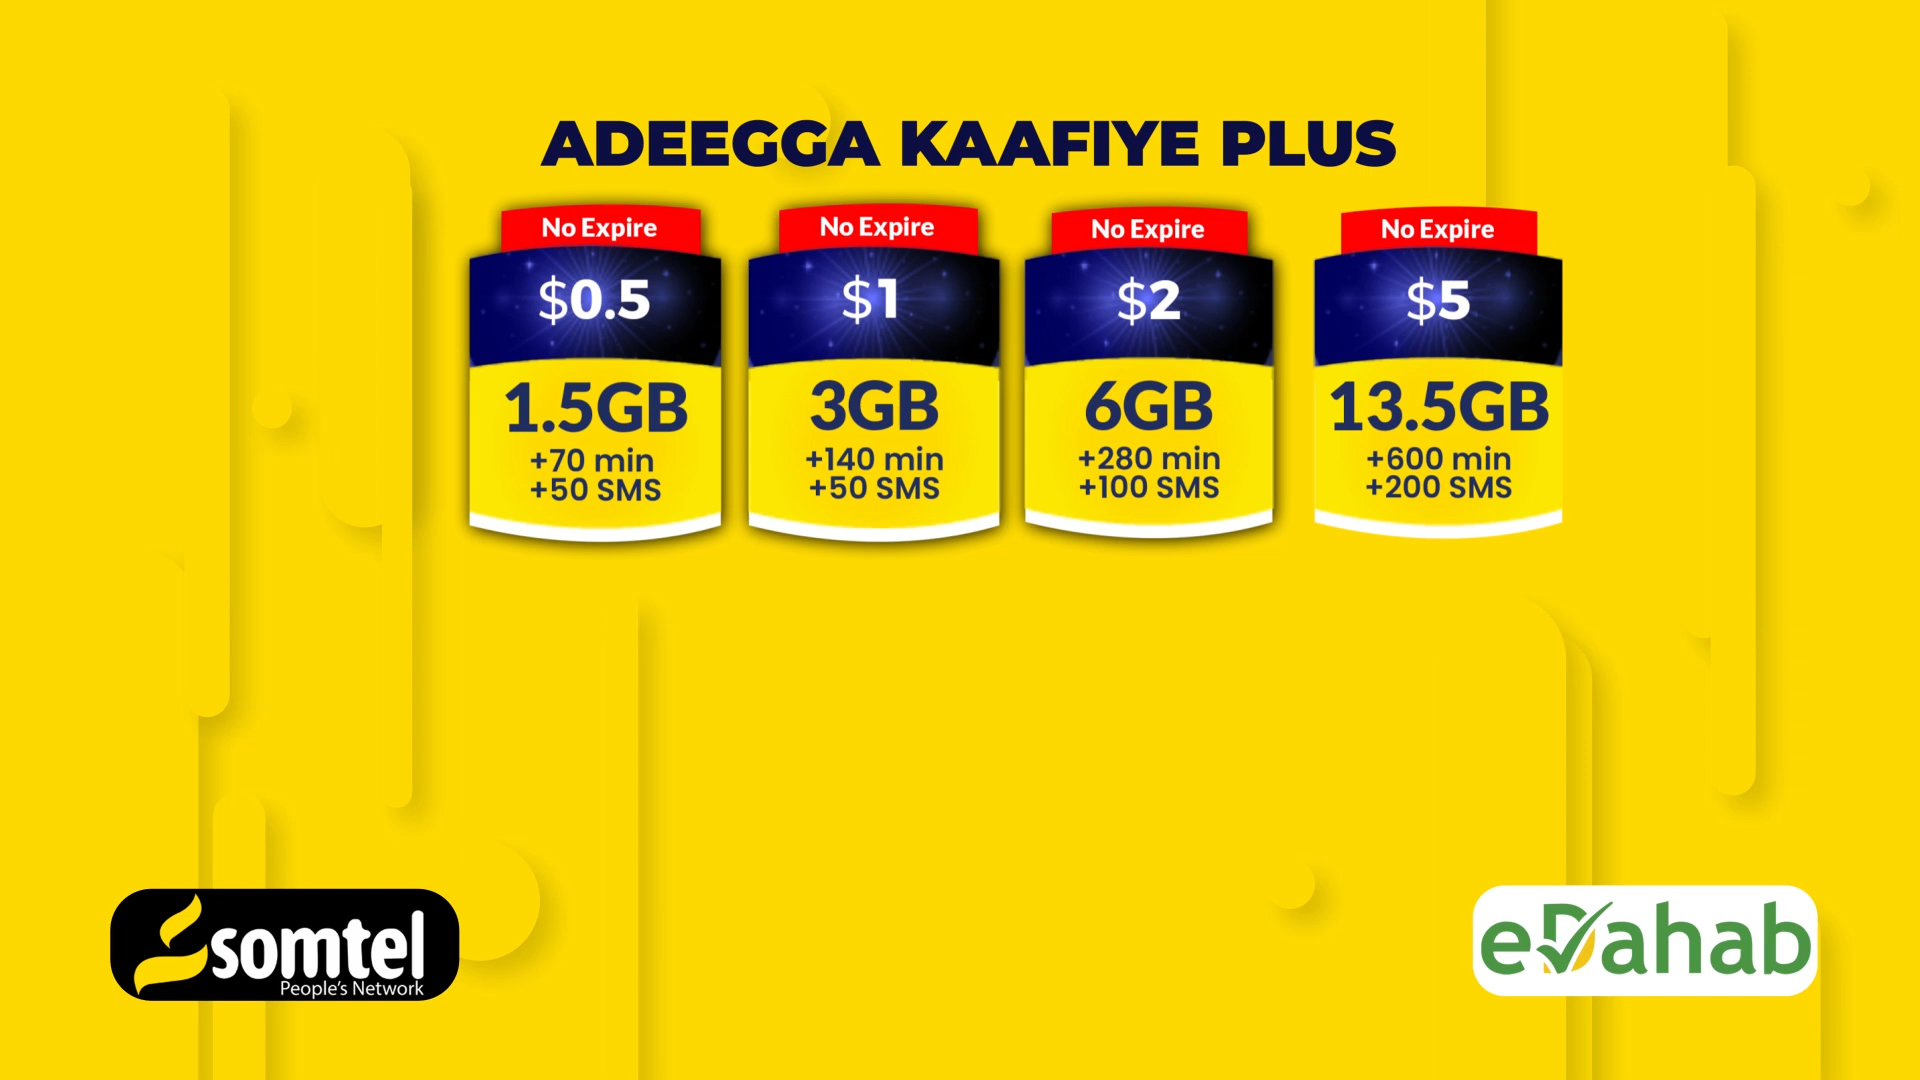 ADEEGGA KAAFIYE PLUS
No Expire
$0.5
1.5GB
+70 min
+50 SMS
No Expire
$1
3GB
+140 min
+50 SMS
No Expire
$2
6GB
+280 min
+100 SMS
No Expire
$5
13.5GB
+600 min
+200 SMS
somtel
People's Network
eDahab